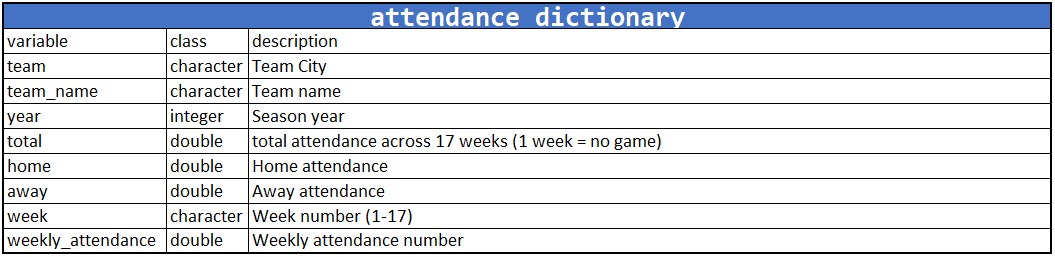 attendance dictionary
variable class description
team character Team City
team_name character Team name
year integer Season year
total double total attendance across 17 weeks (1 week = no game)
home double Home attendance
away double Away attendance
week character Week number (1-17)
weekly_attendance double Weekly attendance number